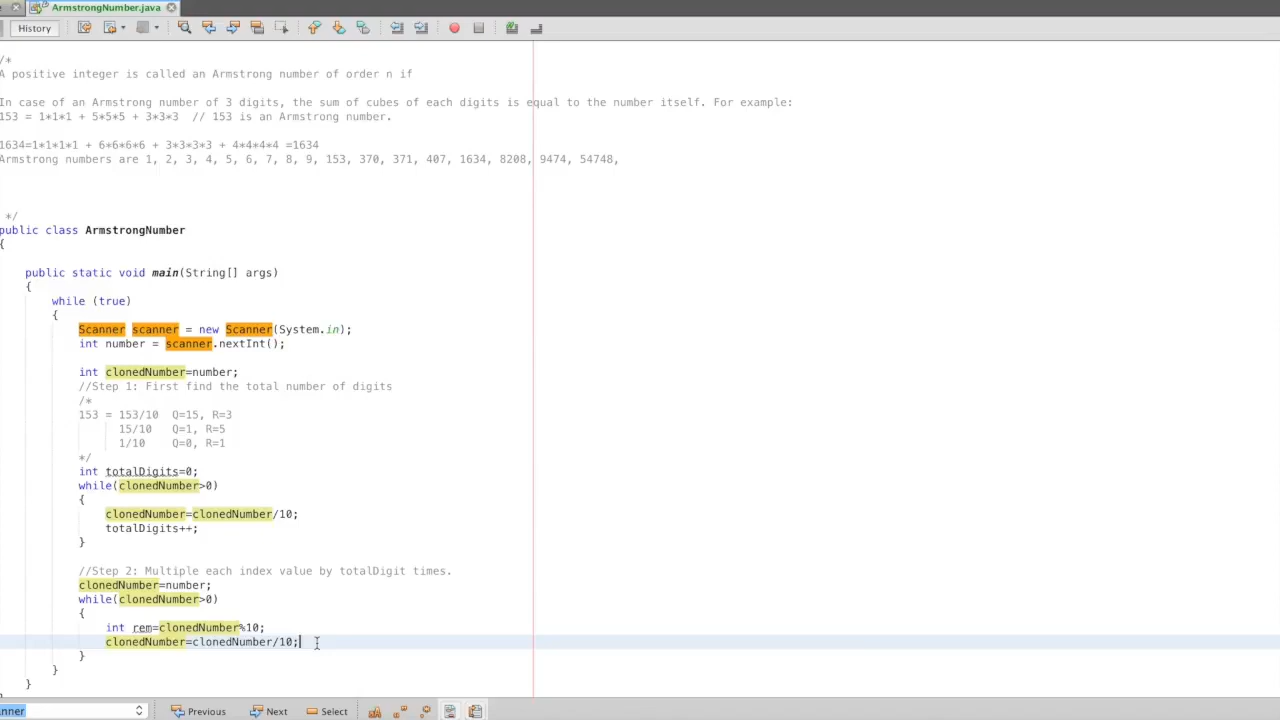 ArmstrongNumber.java
History
/*
A positive integer is called an Armstrong number of order n if
In case of an Armstrong number of 3 digits, the sum of cubes of each digits is equal to the number itself. For example:
153 = 1*1*1 + 5*5*5 + 3*3*3  // 153 is an Armstrong number.
1634=1*1*1*1 + 6*6*6*6 + 3*3*3*3 + 4*4*4*4 =1634
Armstrong numbers are 1, 2, 3, 4, 5, 6, 7, 8, 9, 153, 370, 371, 407, 1634, 8208, 9474, 54748,
*/
public class ArmstrongNumber
{
public static void main(String[] args)
{
while (true)
{
Scanner scanner = new Scanner(System.in);
int number = scanner.nextInt();
int clonedNumber=number;
//Step 1: First find the total number of digits
/*
153 = 153/10  Q=15, R=3
15/10   Q=1, R=5
1/10    Q=0, R=1
*/
int totalDigits=0;
while(clonedNumber>0)
{
clonedNumber=clonedNumber/10;
totalDigits++;
}
//Step 2: Multiple each index value by totalDigit times.
clonedNumber=number;
while(clonedNumber>0)
{
int rem=clonedNumber%10;
clonedNumber=clonedNumber/10;
}
}
}
nner
Previous
Next
Select